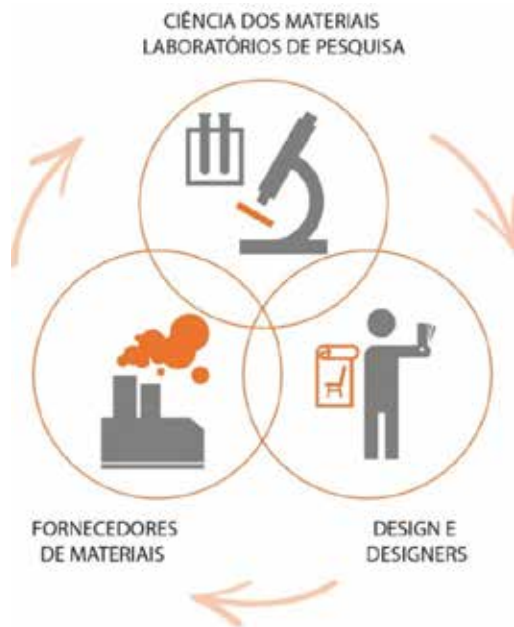 CIÊNCIA DOS MATERIAIS
LABORATÓRIOS DE PESQUISA
FORNECEDORES
DE MATERIAIS
DESIGN E
DESIGNERS